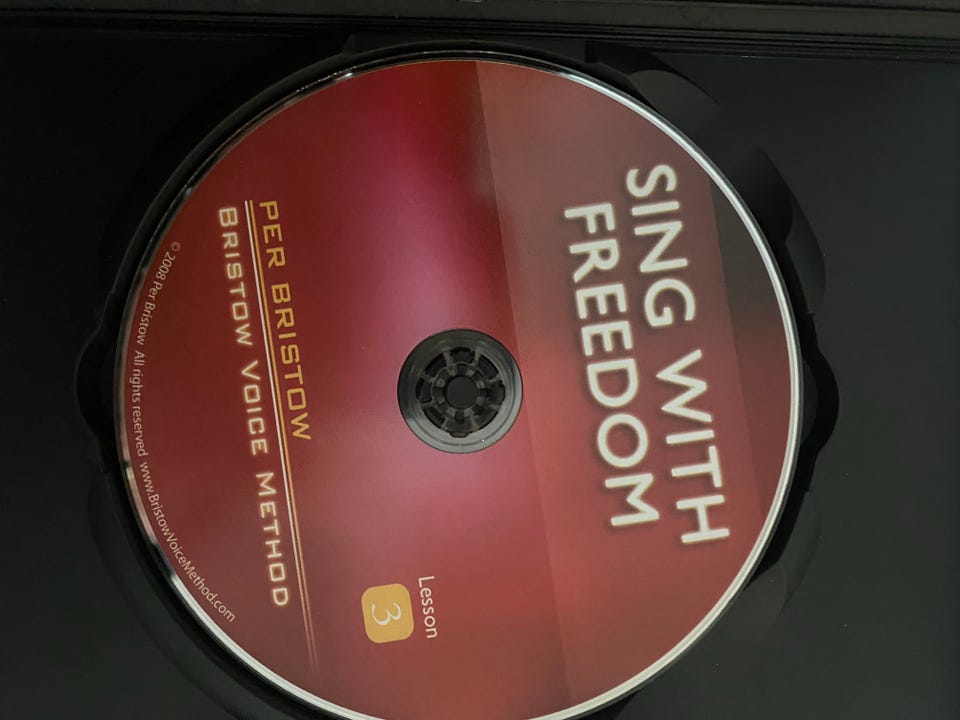 SING WITH
FREEDOM
Lesson
3
PER BRISTOW
BRISTOW VOICE METHOD
© 2008 Per Bristow All rights reserved www.BristowVoiceMethod.com